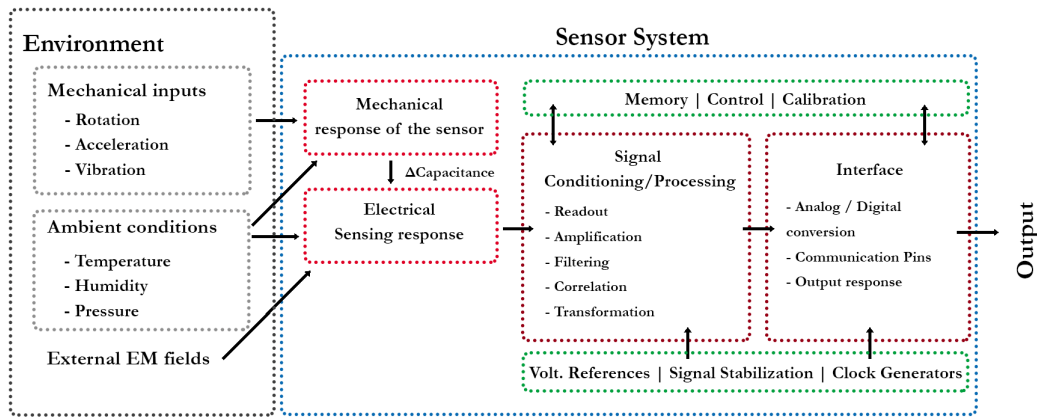 Environment
Mechanical inputs
- Rotation
- Acceleration
- Vibration
Ambient conditions
- Temperature
- Humidity
- Pressure
External EM fields
Sensor System
Mechanical
response of the sensor
ΔCapacitance
Electrical
Sensing response
Memory | Control | Calibration
Signal
Conditioning/Processing
- Readout
- Amplification
- Filtering
- Correlation
- Transformation
Interface
- Analog / Digital
conversion
- Communication Pins
- Output response
Volt. References | Signal Stabilization | Clock Generators
Output